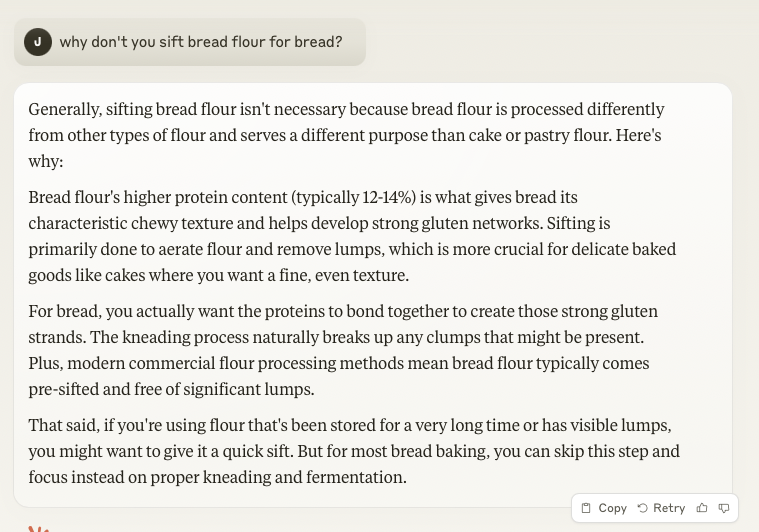 J
why don't you sift bread flour for bread?
Generally, sifting bread flour isn't necessary because bread flour is processed differently
from other types of flour and serves a different purpose than cake or pastry flour. Here's
why:
Bread flour's higher protein content (typically 12-14%) is what gives bread its
characteristic chewy texture and helps develop strong gluten networks. Sifting is
primarily done to aerate flour and remove lumps, which is more crucial for delicate baked
goods like cakes where you want a fine, even texture.
For bread, you actually want the proteins to bond together to create those strong gluten
strands. The kneading process naturally breaks up any clumps that might be present.
Plus, modern commercial flour processing methods mean bread flour typically comes
pre-sifted and free of significant lumps.
That said, if you're using flour that's been stored for a very long time or has visible lumps,
you might want to give it a quick sift. But for most bread baking, you can skip this step and
focus instead on proper kneading and fermentation.
Copy Retry